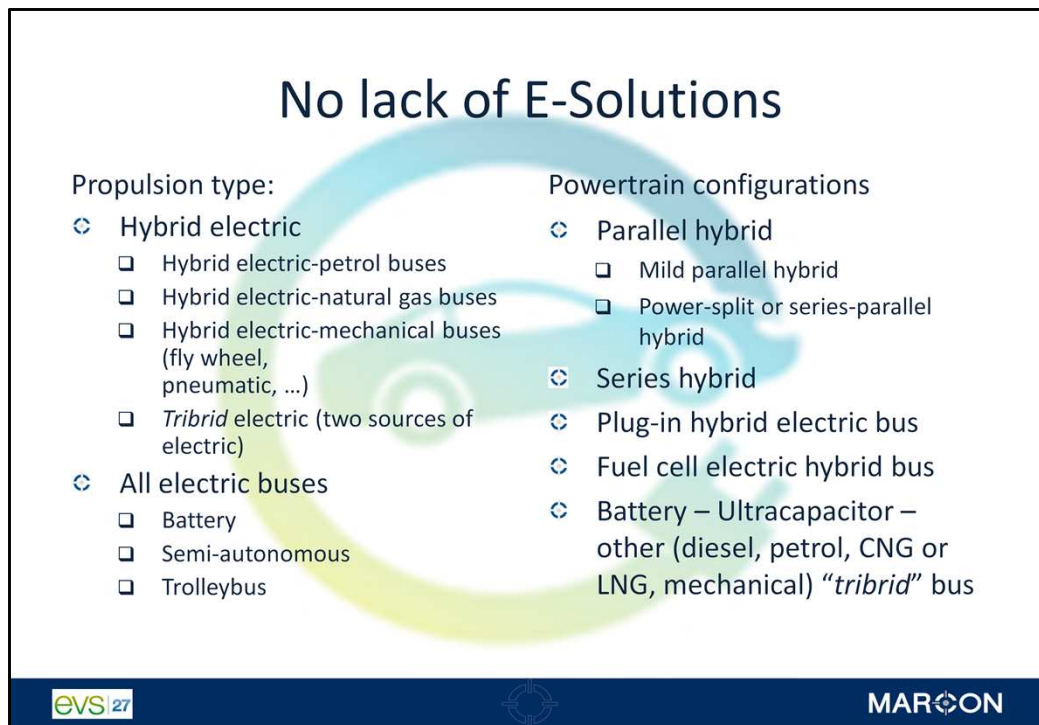 No lack of E-Solutions
Propulsion type:
Hybrid electric
Hybrid electric-petrol buses
Hybrid electric-natural gas buses
Hybrid electric-mechanical buses
(fly wheel,
pneumatic, ...)
Tribrid electric (two sources of
electric)
All electric buses
Battery
Semi-autonomous
Trolleybus
Powertrain configurations
Parallel hybrid
Mild parallel hybrid
Power-split or series-parallel
hybrid
Series hybrid
Plug-in hybrid electric bus
Fuel cell electric hybrid bus
Battery – Ultracapacitor –
other (diesel, petrol, CNG or
LNG, mechanical) “tribrid” bus
evs 27
MARCON